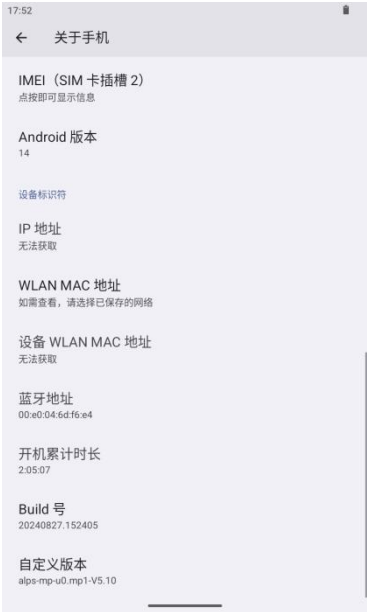 17:52
关于手机
IMEI（SIM 卡插槽 2）
点按即可显示信息
Android 版本
14
设备标识符
IP 地址
无法获取
WLAN MAC 地址
如需查看，请选择已保存的网络
设备 WLAN MAC 地址
无法获取
蓝牙地址
00:e0:04:6d:f6:e4
开机累计时长
2:05:07
Build 号
20240827.152405
自定义版本
alps-mp-u0.mp1-V5.10